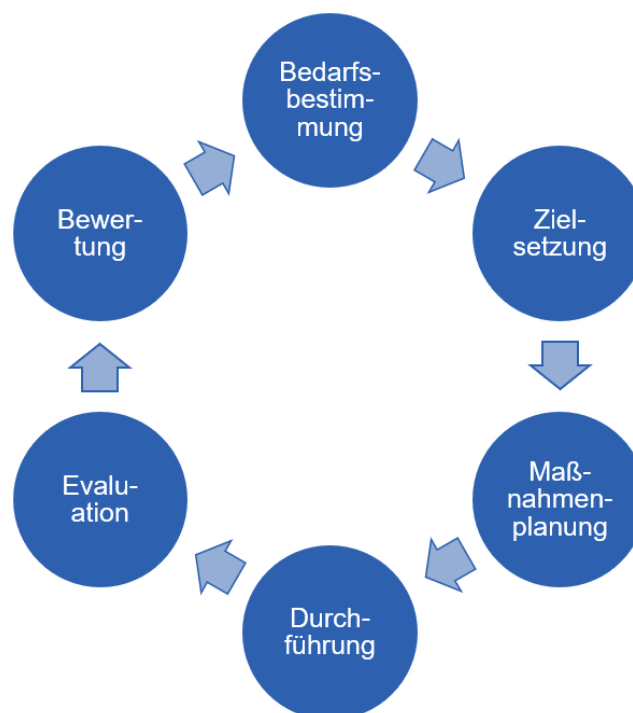 Bedarfs-
bestim-
mung
Ziel-
setzung
Maß-
nahmen-
planung
Durch-
führung
Evalu-
ation
Bewer-
tung